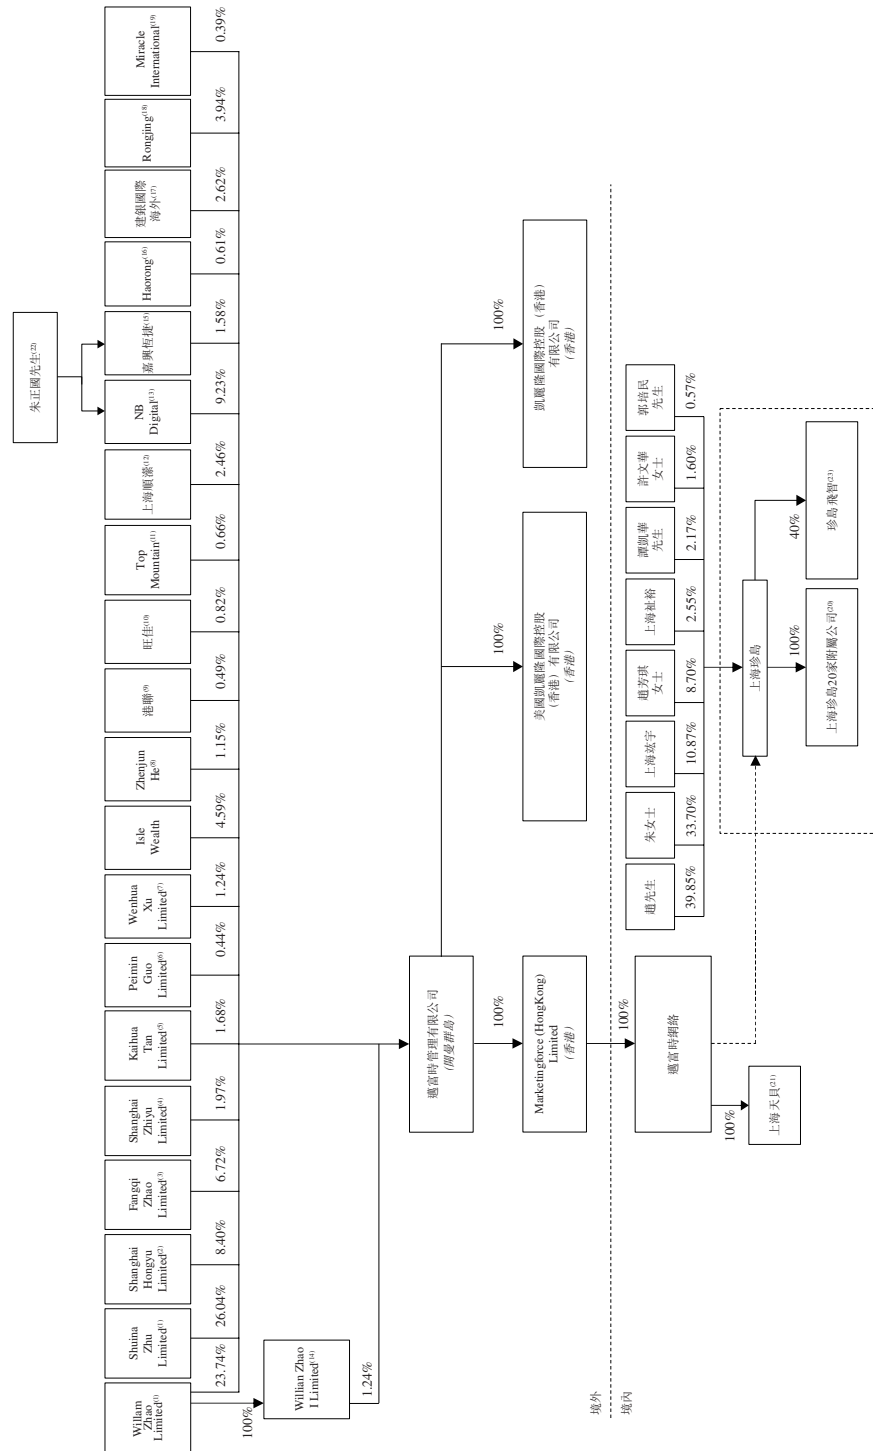 朱正國先生(22)
Willam
Zhao
Limited(1)
Shuina
Zhu
Limited(1)
Shanghai
Hongyu
Limited(2)
Fangqi
Zhao
Limited(3)
Shanghai
Zhiyu
Limited(4)
Kaihua
Tan
Limited(5)
Peimin
Guo
Limited(6)
Wenhua
Xu
Limited(7)
Isle
Wealth
Zhenjun
He(8)
港聯(9)
旺佳(10)
Top
Mountain(11)
上海順瀠(12)
NB
Digital(13)
嘉興恆捷(15)
Haorong(16)
建銀國際
海外(17)
Rongjing(18)
Miracle
International(19)
23.74%
26.04%
8.40%
6.72%
1.97%
1.68%
0.44%
1.24%
4.59%
1.15%
0.49%
0.82%
0.66%
2.46%
9.23%
1.58%
0.61%
2.62%
3.94%
0.39%
100%
Willian Zhao
I Limited(14)
1.24%
邁富時管理有限公司
(開曼群島)
100%
100%
100%
Marketingforce (HongKong)
Limited
(香港)
美國凱麗隆國際控股
(香港) 有限公司
(香港)
凱麗隆國際控股 (香港)
有限公司
(香港)
境外
境內
100%
邁富時網絡
趙先生
朱女士
上海竑宇
趙芳琪
女士
上海祉裕
譚凱華
先生
許文華
女士
郭培民
先生
39.85%
33.70%
10.87%
8.70%
2.55%
2.17%
1.60%
0.57%
100%
上海天貝(21)
上海珍島
100%
40%
上海珍島20家附屬公司(20)
珍島飛智(23)